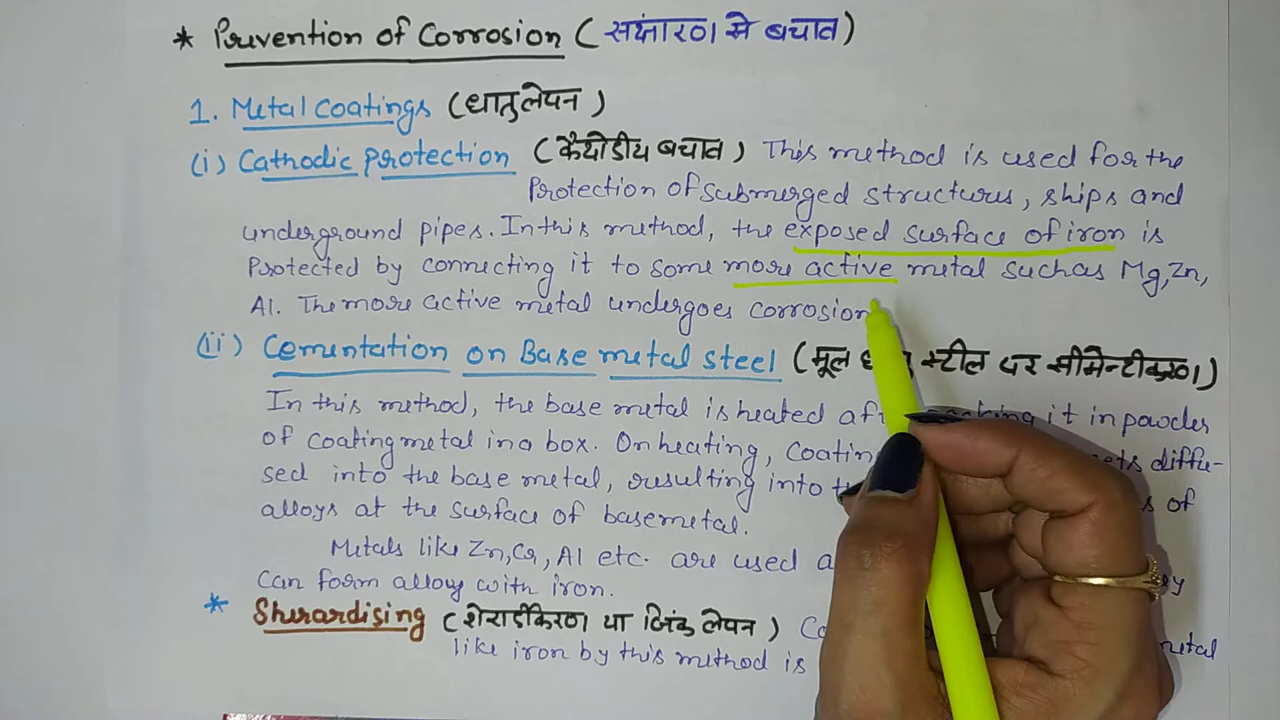 * Prevention of Corrosion (संक्षारण से बचाव)
1. Metal coatings (धातुलेपन)
(i) Cathodic protection (कैथोडीय बचाव) This method is used for the
Protection of submerged structures, ships and
underground pipes. In this method, the exposed surface of iron is
Protected by connecting it to some more active metal such as Mg, Zn,
Al. The more active metal undergoes corrosion
(ii) Cementation on Base metal steel (मूल स्टील पर सीमेन्टीकरण)
In this method, the base metal is heated it in powder
of coating metal in a box. On heating, coating diffu-
sed into the base metal, resulting into of
alloys at the surface of base metal.
Metals like Zn, Cr, Al etc. are used
can form alloy with iron.
* Sherardising (शेरार्डीकरण या जिंक लेपन) metal
like iron by this method is